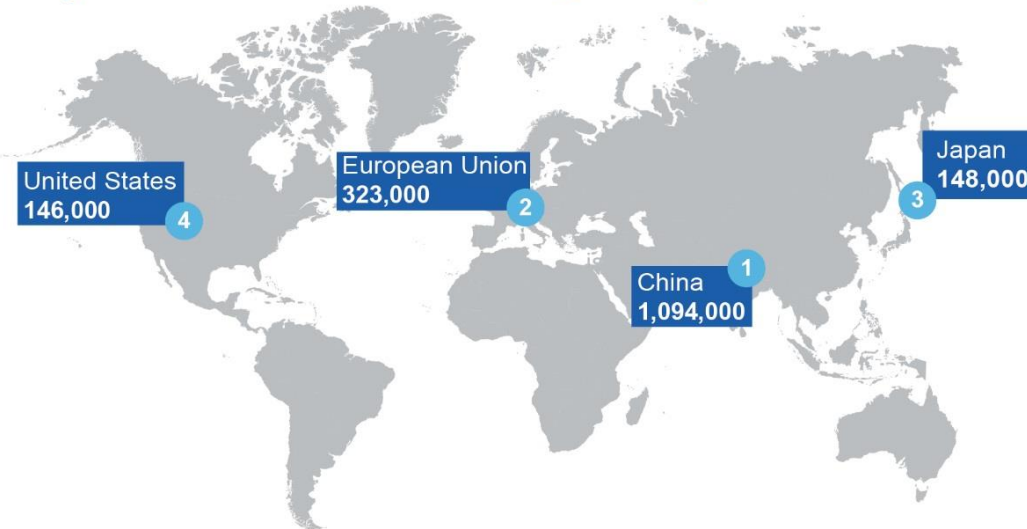 United States
146,000
4
European Union
323,000
2
Japan
148,000
3
1
China
1,094,000